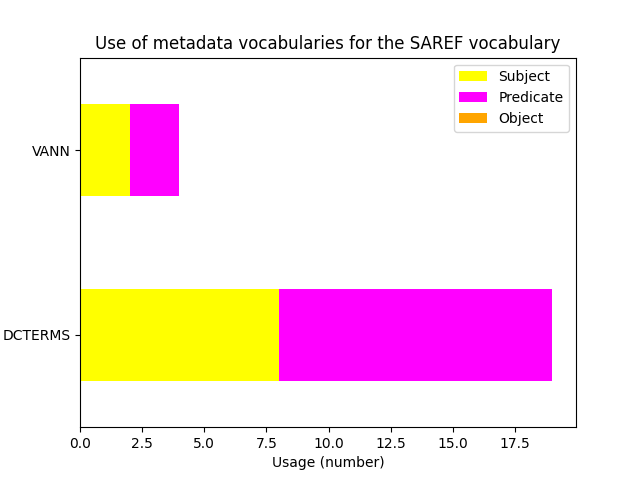 Use of metadata vocabularies for the SAREF vocabulary
Subject
Predicate
Object
VANN
DCTERMS
0.0 2.5 5.0 7.5 10.0 12.5 15.0 17.5
Usage (number)